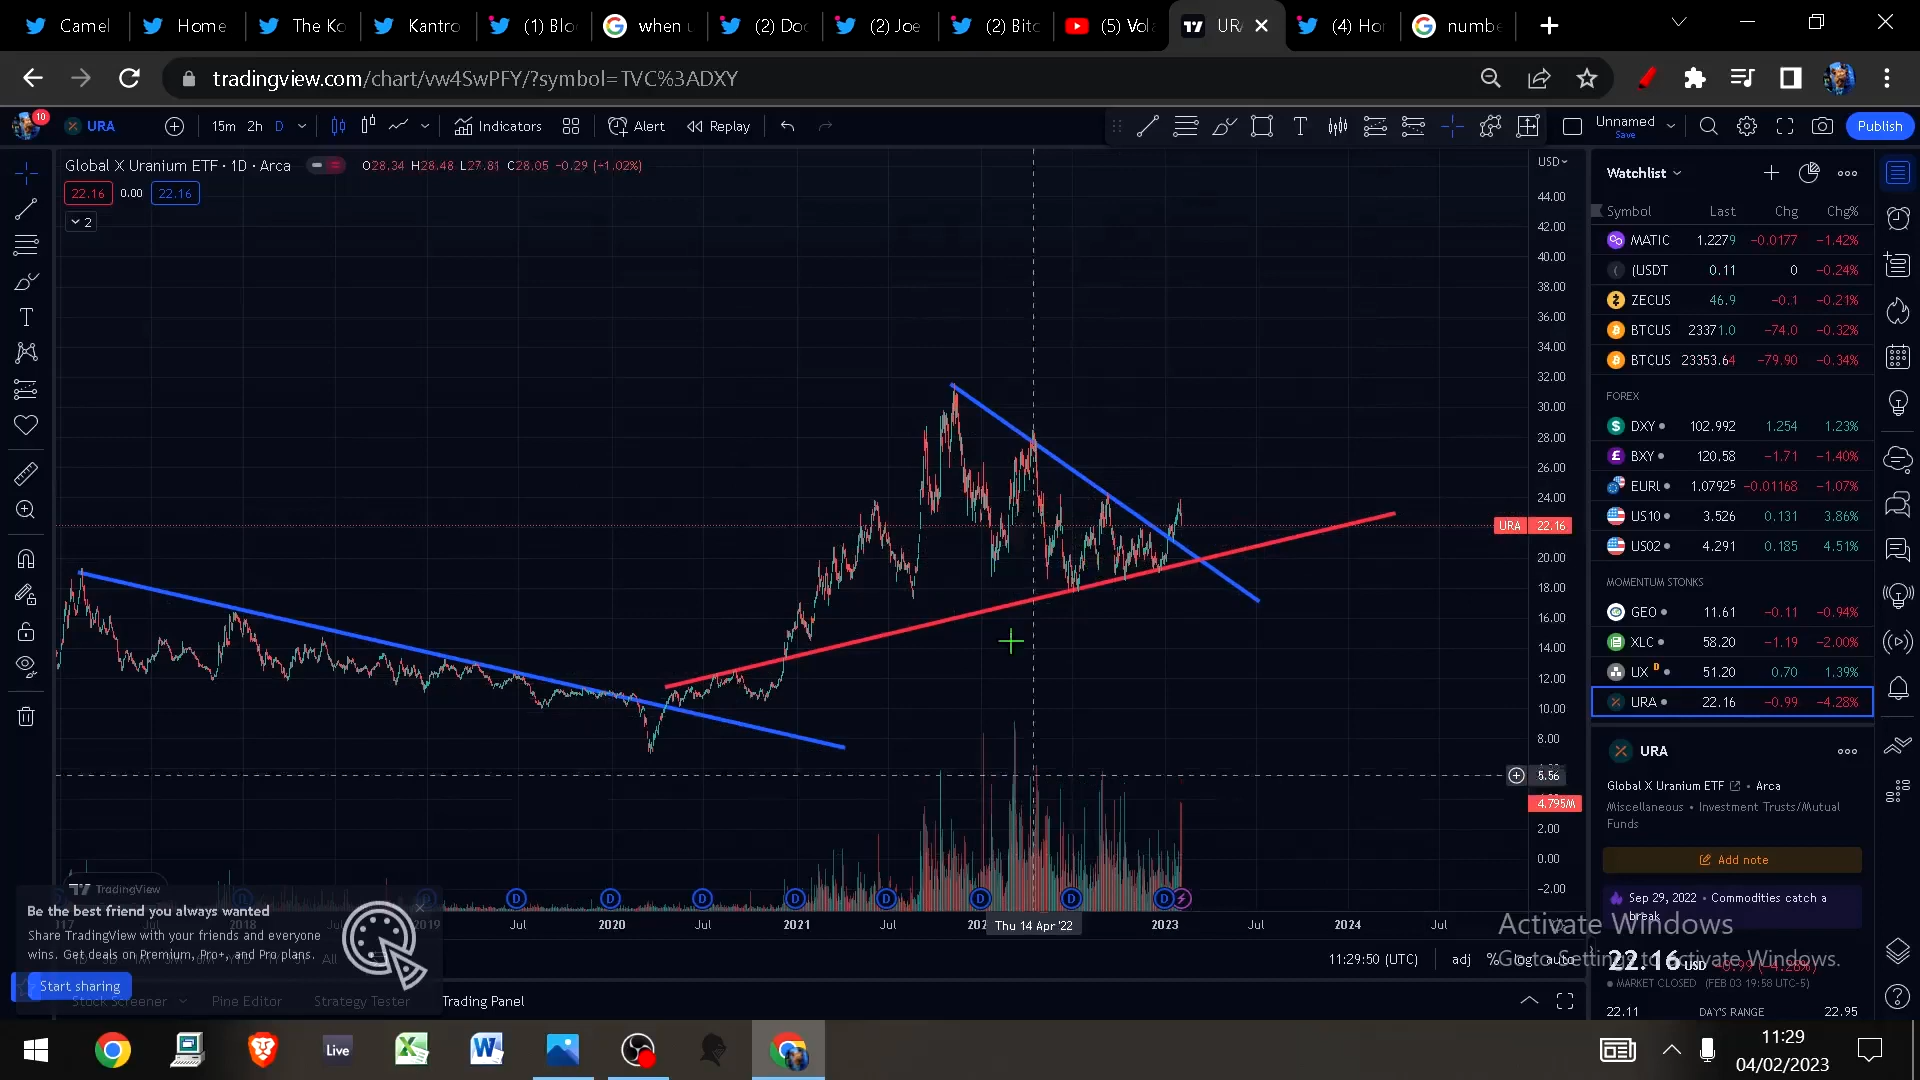 Camel
Home
The Ko
Kantro
(1) Blo
when u
(2) Doc
(2) Joe
(2) Bitc
(5) Vola
UR
(4) Hor
numbe
tradingview.com/chart/vw4SwPFY/?symbol=TVC%3ADXY
10
URA
15m 2h D
Indicators
Alert
Replay
Unnamed
Save
Publish
Global X Uranium ETF · 1D · Arca
O28.34 H28.48 L27.81 C28.05 −0.29 (−1.02%)
22.16 0.00 22.16
2
USD
44.00
42.00
40.00
38.00
36.00
34.00
32.00
30.00
28.00
26.00
24.00
URA 22.16
20.00
18.00
16.00
14.00
12.00
10.00
8.00
5.56
4.795M
2.00
0.00
−2.00
Watchlist
Symbol Last Chg Chg%
MATIC 1.2279 −0.0177 −1.42%
(USDT 0.11 0 −0.24%
ZECUS 46.9 −0.1 −0.21%
BTCUS 23371.0 −74.0 −0.32%
BTCUS 23353.64 −79.90 −0.34%
FOREX
DXY 102.992 1.254 1.23%
BXY 120.58 −1.71 −1.40%
EURU 1.07925 −0.01168 −1.07%
US10 3.526 0.131 3.86%
US02 4.291 0.185 4.51%
MOMENTUM STONKS
GEO 11.61 −0.11 −0.94%
XLC 58.20 −1.19 −2.00%
UX D 51.20 0.70 1.39%
URA 22.16 −0.99 −4.28%
URA
Global X Uranium ETF · Arca
Miscellaneous • Investment Trusts/Mutual
Funds
Add note
Sep 29, 2022 • Commodities catch a
break
22.16 USD −0.99 (−4.28%)
MARKET CLOSED (FEB 03 19:58 UTC-5)
22.11 DAY'S RANGE 22.95
Activate Windows
Go to Settings to activate Windows.
TradingView
D D D D D D D D
2018 2019 Jul 2020 Jul 2021 Jul Thu 14 Apr '22 2023 Jul 2024 Jul
Be the best friend you always wanted
Share TradingView with your friends and everyone
wins. Get deals on Premium, Pro+, and Pro plans.
Start sharing
All
11:29:50 (UTC) adj % log auto
Stock Screener Pine Editor Strategy Tester Trading Panel
Live
11:29
04/02/2023